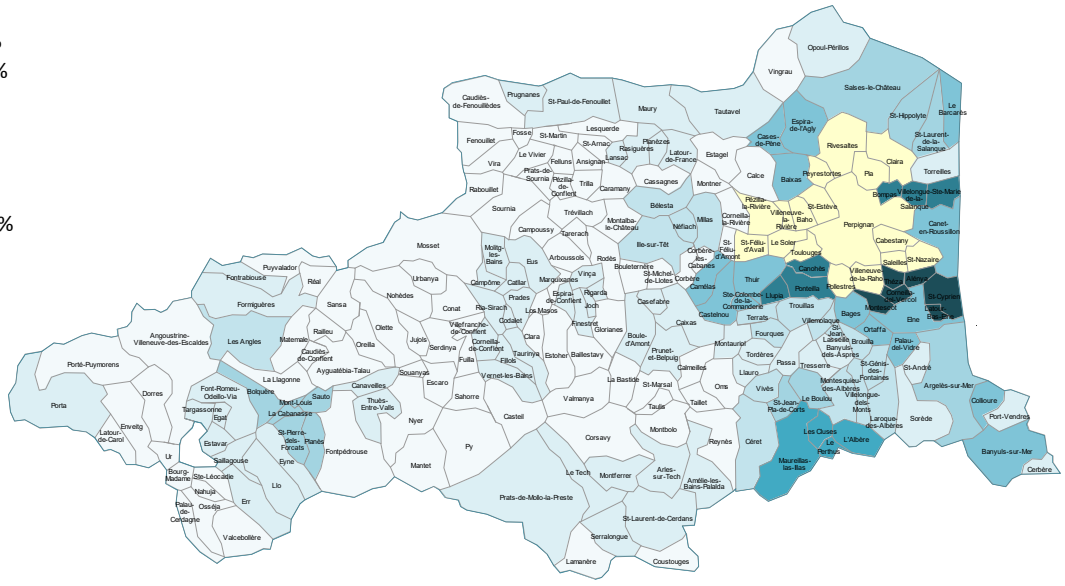 %
%
Opoul-Périllos
Vingrau
Salses-le-Château
Le
Barcarès
St-Hippolyte
St-Laurent-
de-la-
Salanque
Caudiès-
de-Fenouillèdes
Prugnanes
St-Paul-de-Fenouillet
Maury
Tautavel
Espira-
de-l'Agly
Cases-
de-Pène
Rivesaltes
Claira
Torreilles
Fenouillet
Fosse
St-Martin
Lesquerde
St-Arnac
Lansac
Rasiguères
Planèzes
Latour-
de-France
Estagel
Calce
Baixas
Peyrestortes
Pia
Bompas
Villelongue-
de-la-
Salanque
Ste-Marie
Vira
Le Vivier
Prats-de-
Sournia
Felluns
Ansignan
Pézilla-
de-
Conflent
Trilla
Caramany
Cassagnes
Montner
Rabouillet
Sournia
Trévillach
Bélesta
Montalba-
le-Château
Millas
Néfiach
Corneilla-
la-Rivière
Pézilla-
la-Rivière
Villeneuve-
la-
Rivière
Baho
St-Estève
Perpignan
Canet-
en-Roussillon
Campoussy
Tarerach
Ille-sur-Têt
St-
Féliu-
d'Amont
St-Féliu-
d'Avall
Le Soler
Toulouges
Cabestany
Saleilles
St-Nazaire
Mosset
Molitg-
les-
Bains
Eus
Arboussols
Rodès
Bouleternère
St-Michel-
de-Llotes
Corbère-
les-
Cabanes
Corbère
Camélas
Thuir
Canohès
Villeneuve-
de-la-Raho
Théza
Alénya
St-Cyprien
Corneilla-
del-Vercol
Montescot
Latour-
Bas-Elne
Campôme
Catllar
Marquixanes
Vinça
Rigarda
Joch
Finestret
Espira-
de-Conflent
Los Masos
Prades
Codalet
Ria-Sirach
Glorianes
Casefabre
Ste-Colombe-
de-la-
Commanderie
Llupia
Ponteilla
Pollestres
Castelnou
Terrats
Trouillas
Bages
Elne
Puyvalador
Réal
Fontrabiouse
Formiguères
Sansa
Urbanya
Nohèdes
Conat
Railleu
Olette
Jujols
Serdinya
Villefranche-
de-Conflent
Corneilla-
de-Conflent
Fuilla
Fillols
Taurinya
Clara
Estoher
Baillestavy
Boule-
d'Amont
Caixas
Prunet-
et-Belpuig
Montauriol
Fourques
Villemolaque
St-
Jean-
Lasseille
Banyuls-
dels-Aspres
Brouilla
Ortaffa
Palau-
del-Vidre
Angoustrine-
Villeneuve-des-Escaldes
Les Angles
Matemale
Caudiès-
de-Conflent
Oreilla
Ayguatébia-Talau
Souanyas
Escaro
Vernet-les-Bains
Calmeilles
Tordères
Llauro
Passa
Tresserre
St-Génis-
des-
Fontaines
St-André
Argelès-sur-Mer
Collioure
Port-Vendres
Porté-Puymorens
Porta
Dorres
La Llagonne
Bolquère
Mont-Louis
Sauto
La Cabanasse
Canaveilles
Thuès-
Entre-Valls
Sahorre
Casteil
Valmanya
La Bastide
St-Marsal
Taulis
Oms
Taillet
Vivès
St-Jean-
Pla-de-Corts
Le Boulou
Montesquieu-
des-Albères
Villelongue-
dels-
Monts
Laroque-
des-Albères
Sorède
Font-Romeu-
Odeillo-Via
Targassonne
Egat
Estavar
Latour-
de-Carol
Enveitg
Ur
Bourg-
Madame
Ste-Léocadie
Saillagouse
St-Pierre-
dels-
Forcats
Planès
Eyne
Fontpédrouse
Nyer
Py
Mantet
Corsavy
Montbolo
Reynès
Céret
Les Cluses
Le
Perthus
L'Albère
Maureillas-
las-Illas
Banyuls-sur-Mer
Cerbère
Nahuja
Osséja
Palau-
de-
Cerdagne
Err
Llo
Valcebollère
Prats-de-Mollo-la-Preste
Le Tech
Montferrer
Arles-
sur-Tech
Amélie-les-
Bains-Palalda
St-Laurent-de-Cerdans
Serralongue
Lamanère
Coustouges